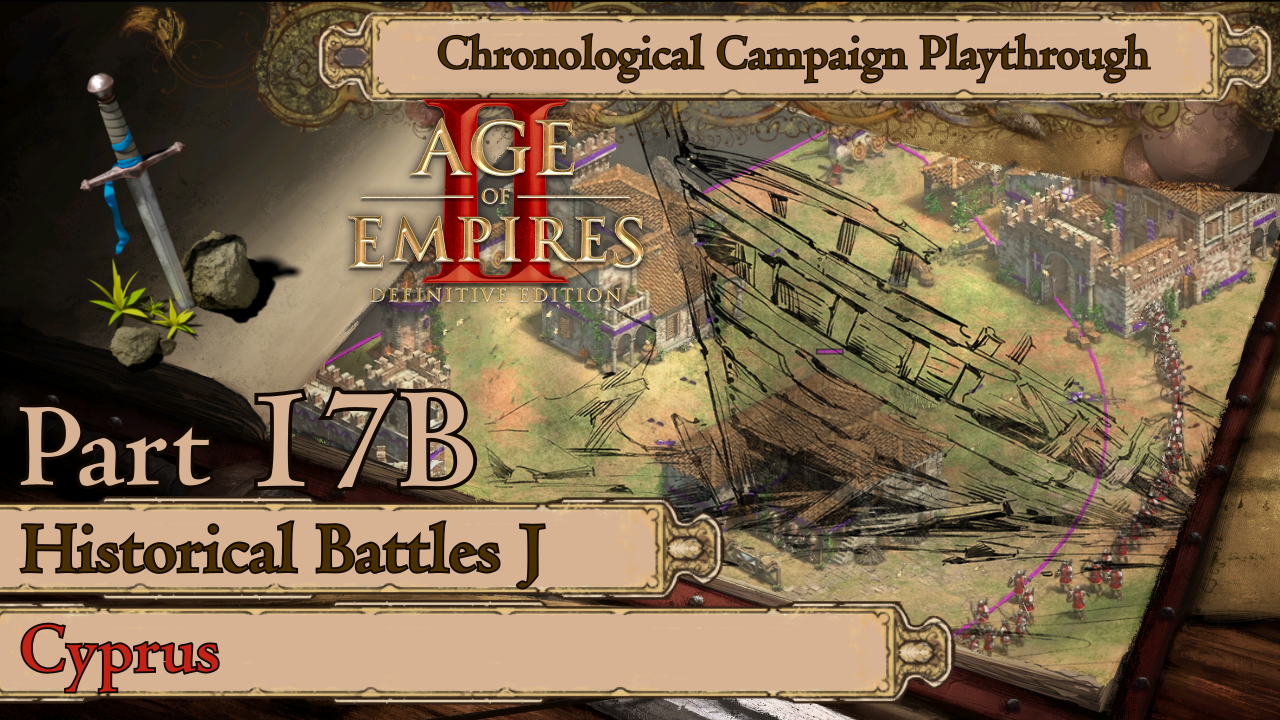 Chronological Campaign Playthrough
II
AGE
OF
EMPIRES
DEFINITIVE EDITION
Part 17B
Historical Battles J
Cyprus